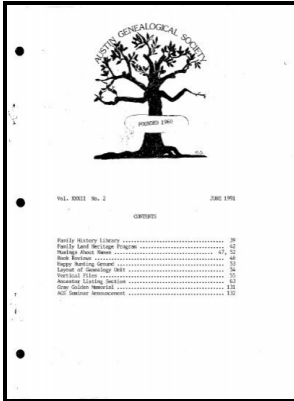 AUSTIN GENEALOGICAL SOCIETY
FOUNDED 1960
Vol. XXXII No. 2 JUNE 1991
CONTENTS
Family History Library 39
Family Land Heritage Program 42
Musings About Names 47, 52
Book Reviews 48
Happy Hunting Ground 53
Layout of Genealogy Unit 54
Vertical Files 55
Ancestor Listing Section 63
Gray Golden Memorial 131
AGS Seminar Announcement 132